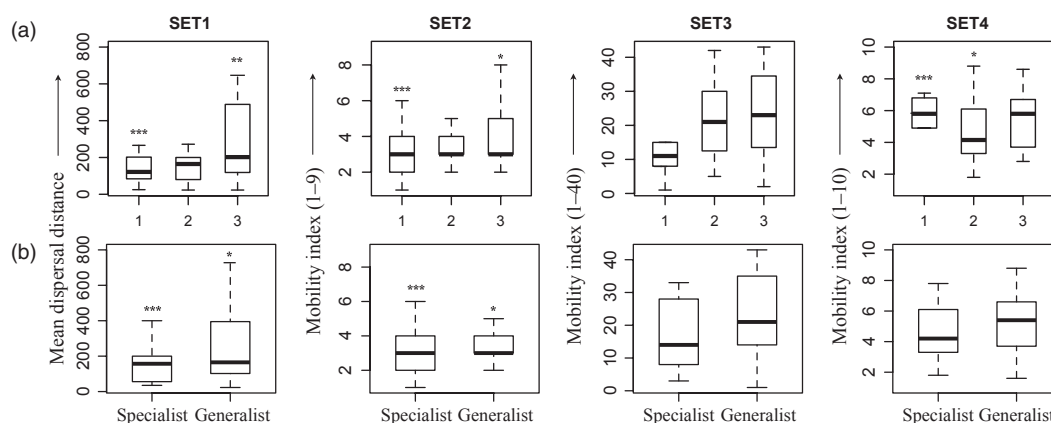 (a)
SET1 SET2 SET3 SET4
Mean dispersal distance
0 200 400 600 800
*** **
1 2 3
Mobility index (1–9)
2 4 6 8
*** *
1 2 3
Mobility index (1–40)
0 10 20 30 40
1 2 3
Mobility index (1–10)
2 4 6 8 10
*** *
1 2 3
(b)
0 200 400 600 800
*** *
Specialist Generalist
2 4 6 8
*** *
Specialist Generalist
0 10 20 30 40
Specialist Generalist
2 4 6 8 10
Specialist Generalist